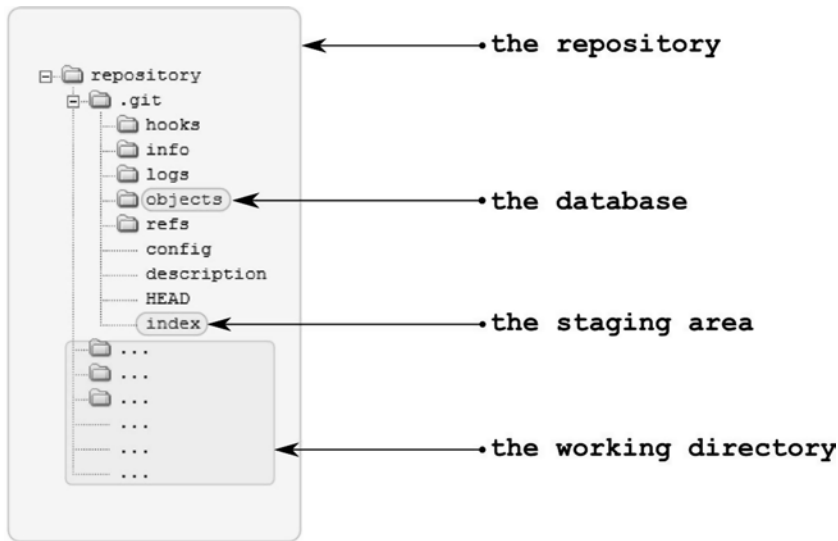 the repository
repository
.git
hooks
info
logs
objects
the database
refs
config
description
HEAD
index
the staging area
...
...
...
...
...
the working directory
...